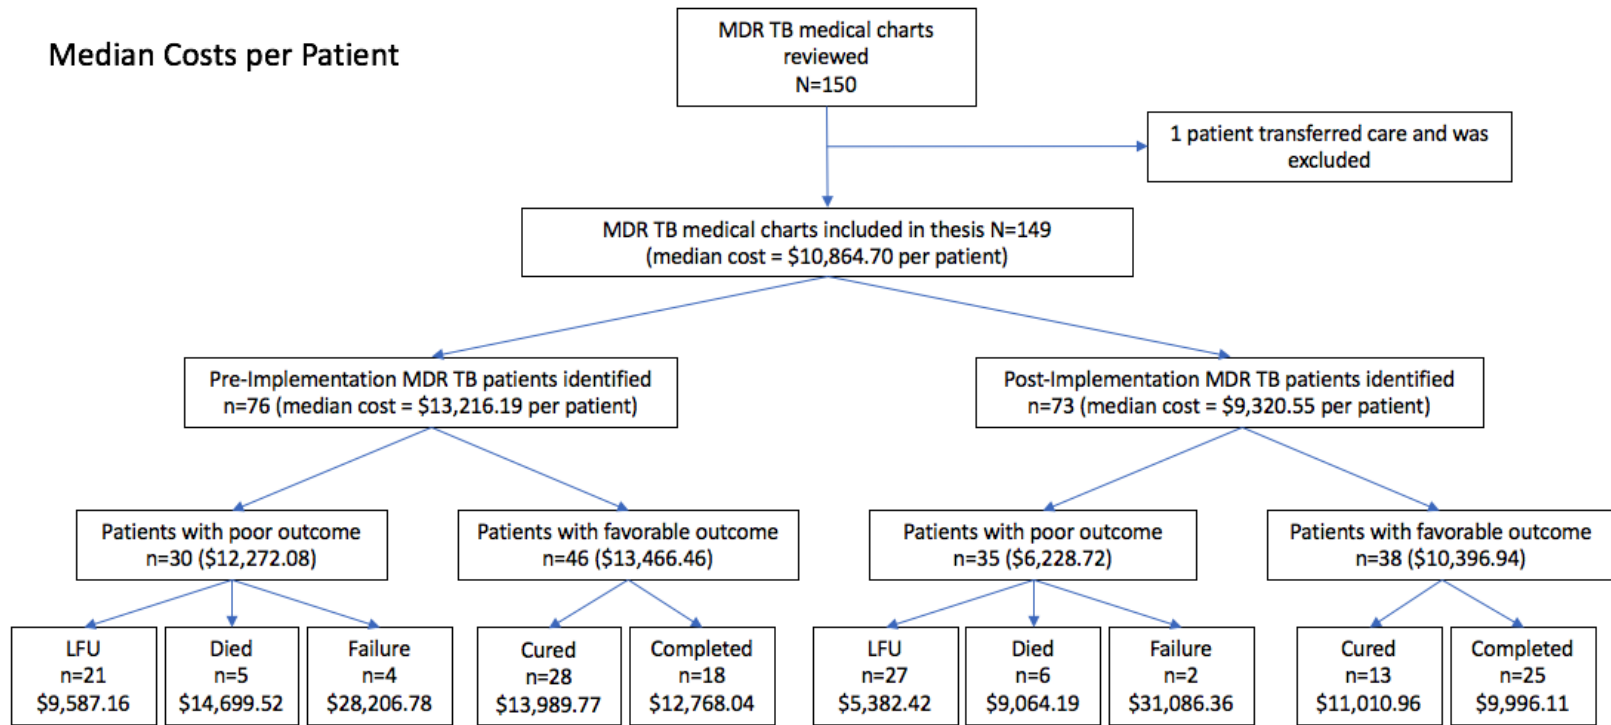 Median Costs per Patient
MDR TB medical charts
reviewed
N=150
1 patient transferred care and was
excluded
MDR TB medical charts included in thesis N=149
(median cost = $10,864.70 per patient)
Pre-Implementation MDR TB patients identified
n=76 (median cost = $13,216.19 per patient)
Post-Implementation MDR TB patients identified
n=73 (median cost = $9,320.55 per patient)
Patients with poor outcome
n=30 ($12,272.08)
Patients with favorable outcome
n=46 ($13,466.46)
Patients with poor outcome
n=35 ($6,228.72)
Patients with favorable outcome
n=38 ($10,396.94)
LFU
n=21
$9,587.16
Died
n=5
$14,699.52
Failure
n=4
$28,206.78
Cured
n=28
$13,989.77
Completed
n=18
$12,768.04
LFU
n=27
$5,382.42
Died
n=6
$9,064.19
Failure
n=2
$31,086.36
Cured
n=13
$11,010.96
Completed
n=25
$9,996.11